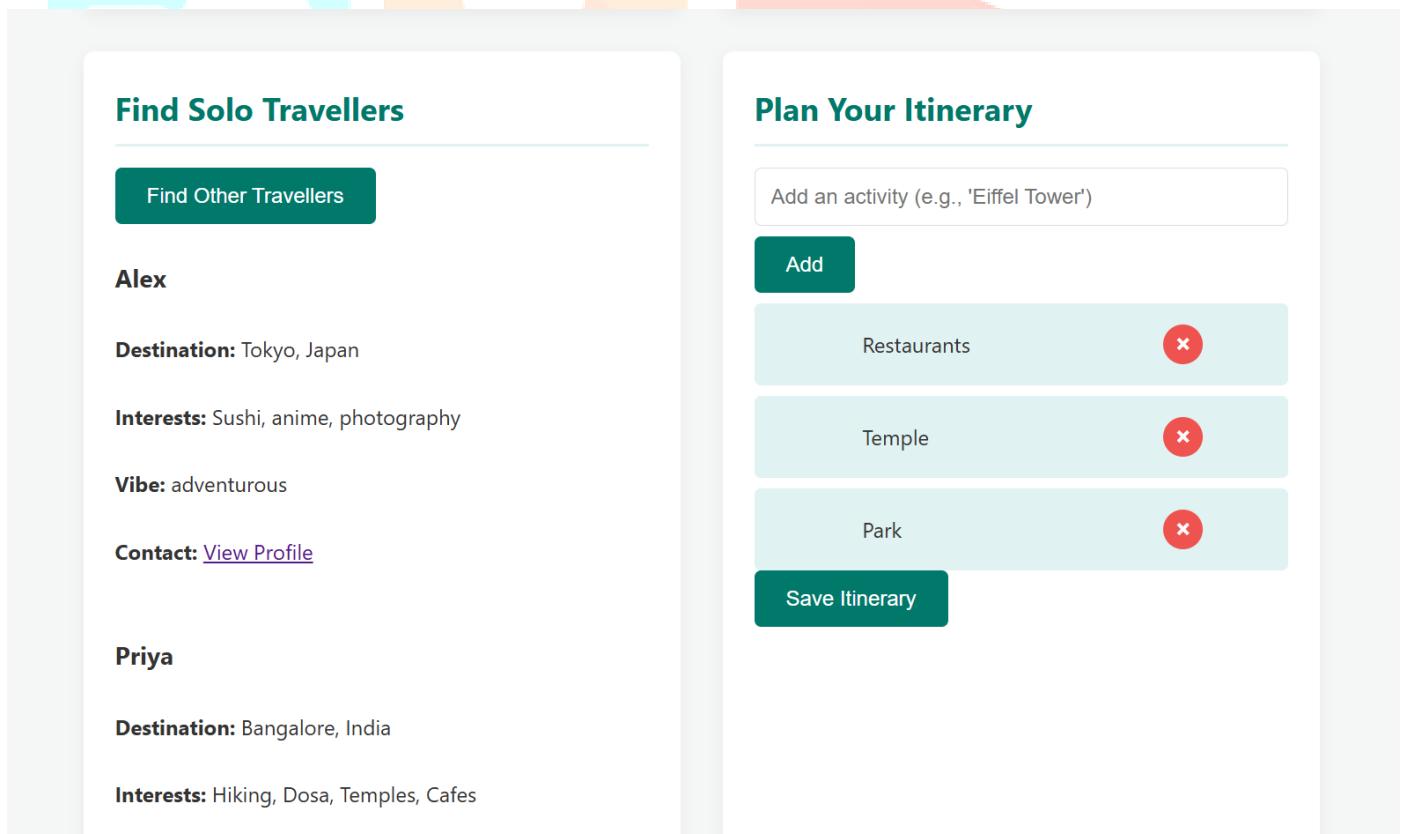 Find Solo Travellers
Find Other Travellers
Alex
Destination: Tokyo, Japan
Interests: Sushi, anime, photography
Vibe: adventurous
Contact: View Profile
Priya
Destination: Bangalore, India
Interests: Hiking, Dosa, Temples, Cafes
Plan Your Itinerary
Add an activity (e.g., 'Eiffel Tower')
Add
Restaurants
Temple
Park
Save Itinerary